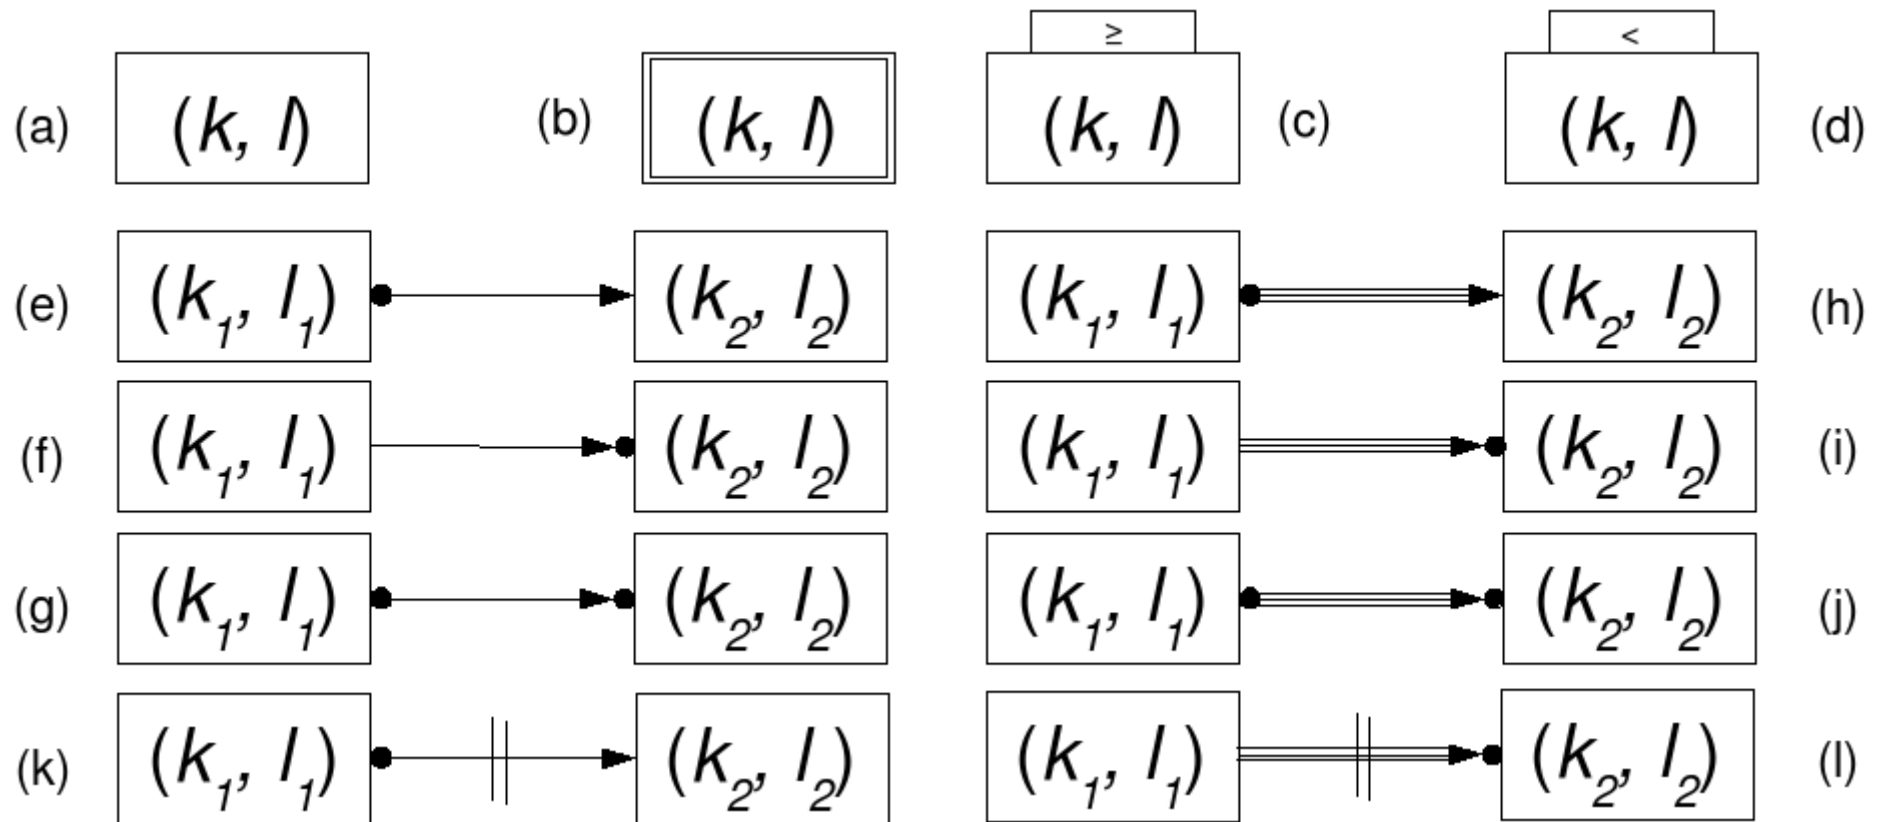 ≥ <
(a) (k, l) (b) (k, l) (k, l) (c) (k, l) (d)
(e) (k₁, l₁) (k₂, l₂) (k₁, l₁) (k₂, l₂) (h)
(f) (k₁, l₁) (k₂, l₂) (k₁, l₁) (k₂, l₂) (i)
(g) (k₁, l₁) (k₂, l₂) (k₁, l₁) (k₂, l₂) (j)
(k) (k₁, l₁) (k₂, l₂) (k₁, l₁) (k₂, l₂) (l)